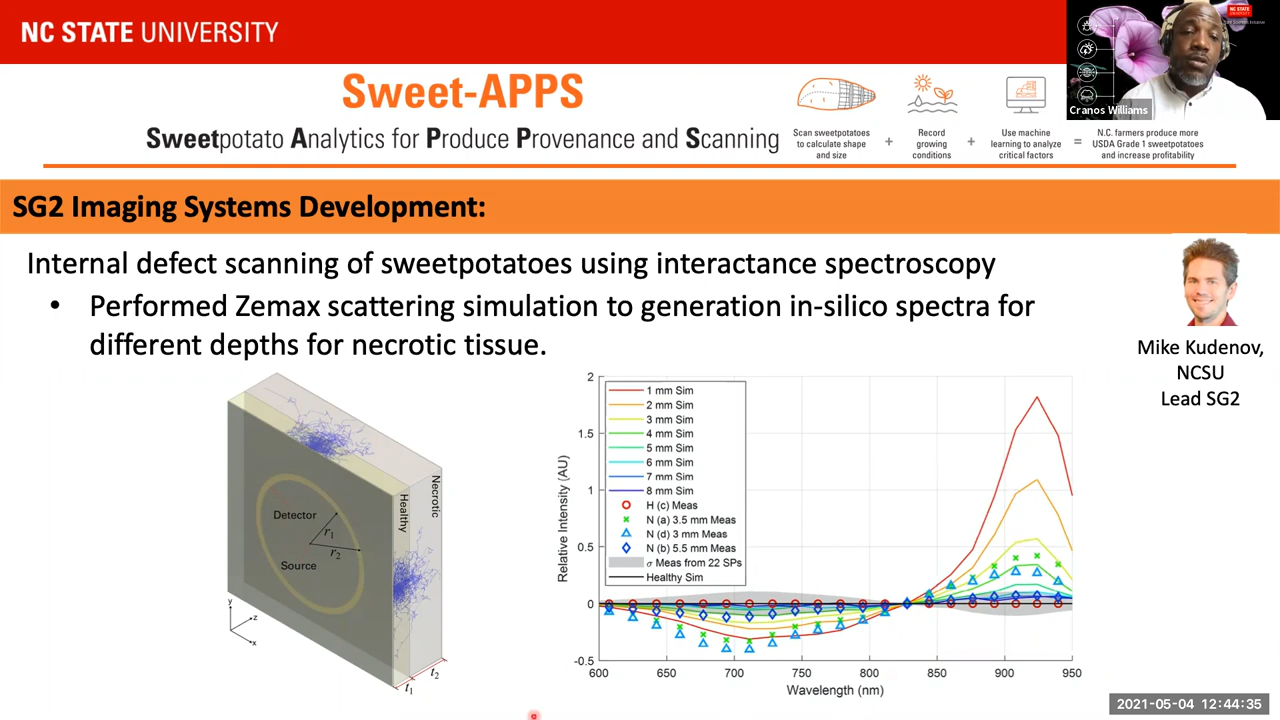 NC STATE UNIVERSITY
Cranos Williams
Sweet-APPS
Sweetpotato Analytics for Produce Provenance and Scanning
Scan sweetpotatoes
to calculate shape
and size
+
Record
growing
conditions
+
Use machine
learning to analyze
critical factors
=
N.C. farmers produce more
USDA Grade 1 sweetpotatoes
and increase profitability
SG2 Imaging Systems Development:
Internal defect scanning of sweetpotatoes using interactance spectroscopy
• Performed Zemax scattering simulation to generation in-silico spectra for
different depths for necrotic tissue.
Mike Kudenov,
NCSU
Lead SG2
Necrotic
Healthy
Detector
r1
r2
Source
y
z
x
t1
t2
Relative Intensity (AU)
2
1.5
1
0.5
0
-0.5
1 mm Sim
2 mm Sim
3 mm Sim
4 mm Sim
5 mm Sim
6 mm Sim
7 mm Sim
8 mm Sim
H (c) Meas
N (a) 3.5 mm Meas
N (d) 3 mm Meas
N (b) 5.5 mm Meas
σ Meas from 22 SPs
Healthy Sim
600 650 700 750 800 850 900 950
Wavelength (nm)
2021-05-04 12:44:35